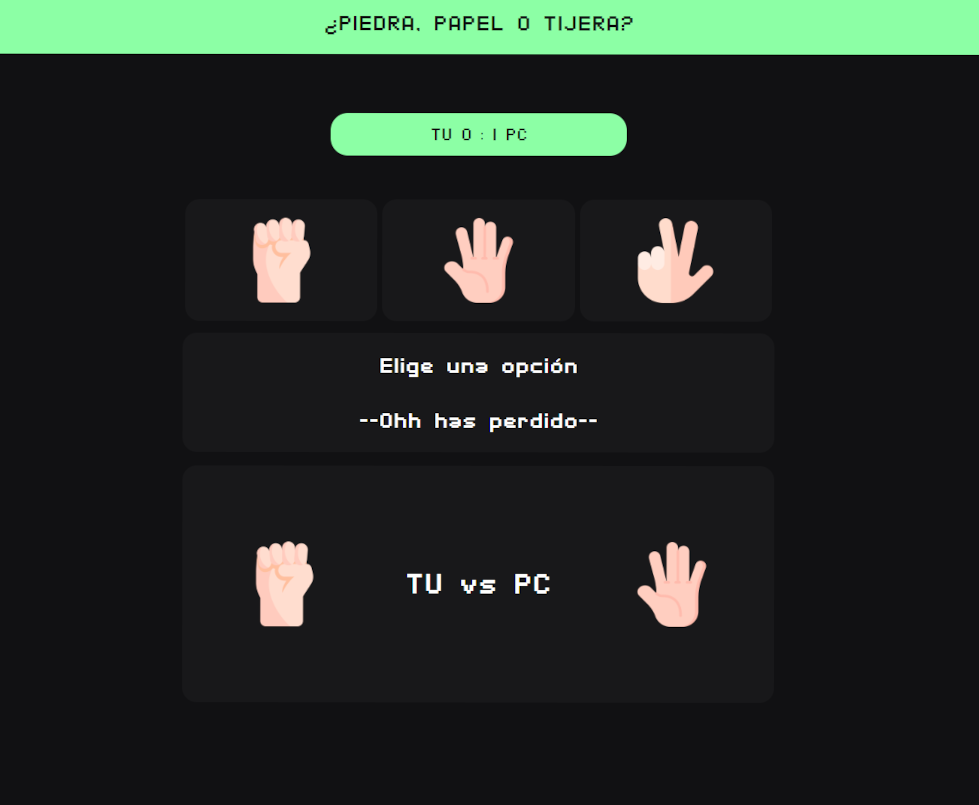 ¿PIEDRA, PAPEL O TIJERA?
TU 0 : 1 PC
Elige una opción
--Ohh has perdido--
TU vs PC